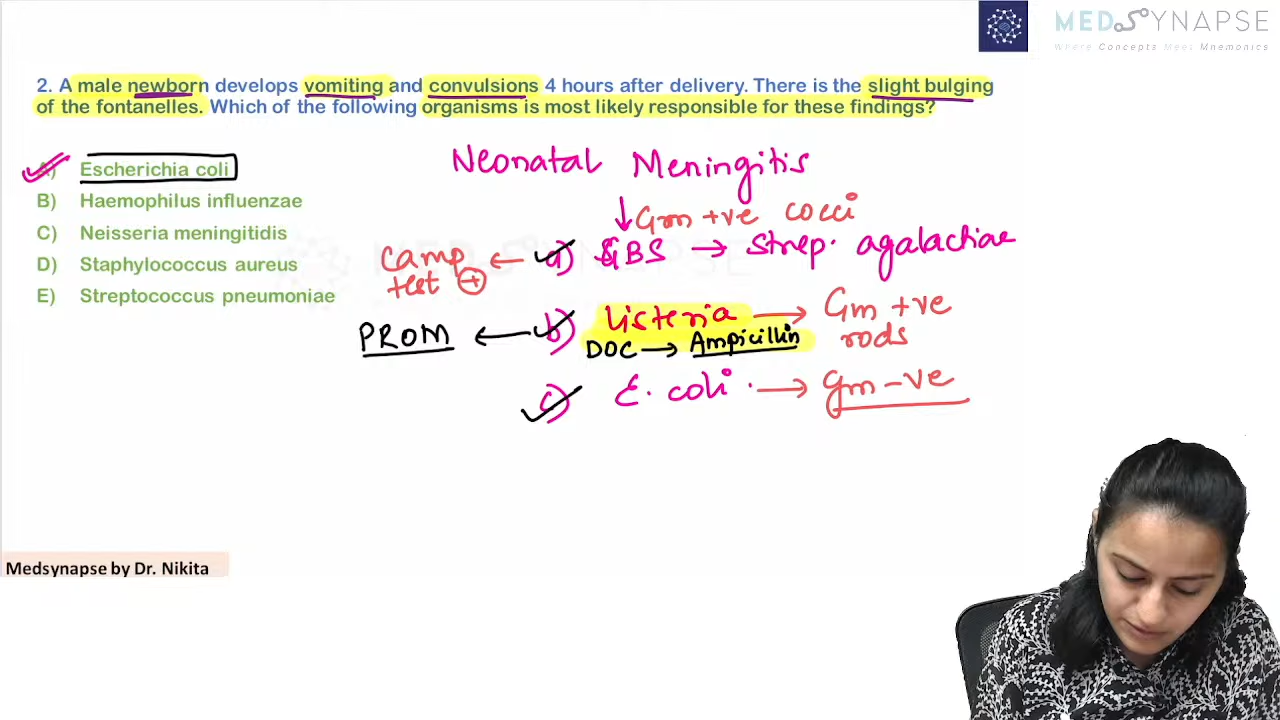 MEDSYNAPSE
Where Concepts Meet Mnemonics
2. A male newborn develops vomiting and convulsions 4 hours after delivery. There is the slight bulging
of the fontanelles. Which of the following organisms is most likely responsible for these findings?
A) Escherichia coli
B) Haemophilus influenzae
C) Neisseria meningitidis
D) Staphylococcus aureus
E) Streptococcus pneumoniae
Neonatal Meningitis
↓ Gm +ve cocci
camp test + ← a) GBS → Strep. agalactiae
PROM ← b) Listeria → Gm +ve rods
DOC → Ampicillin
c) E. coli → Gm -ve
Medsynapse by Dr. Nikita